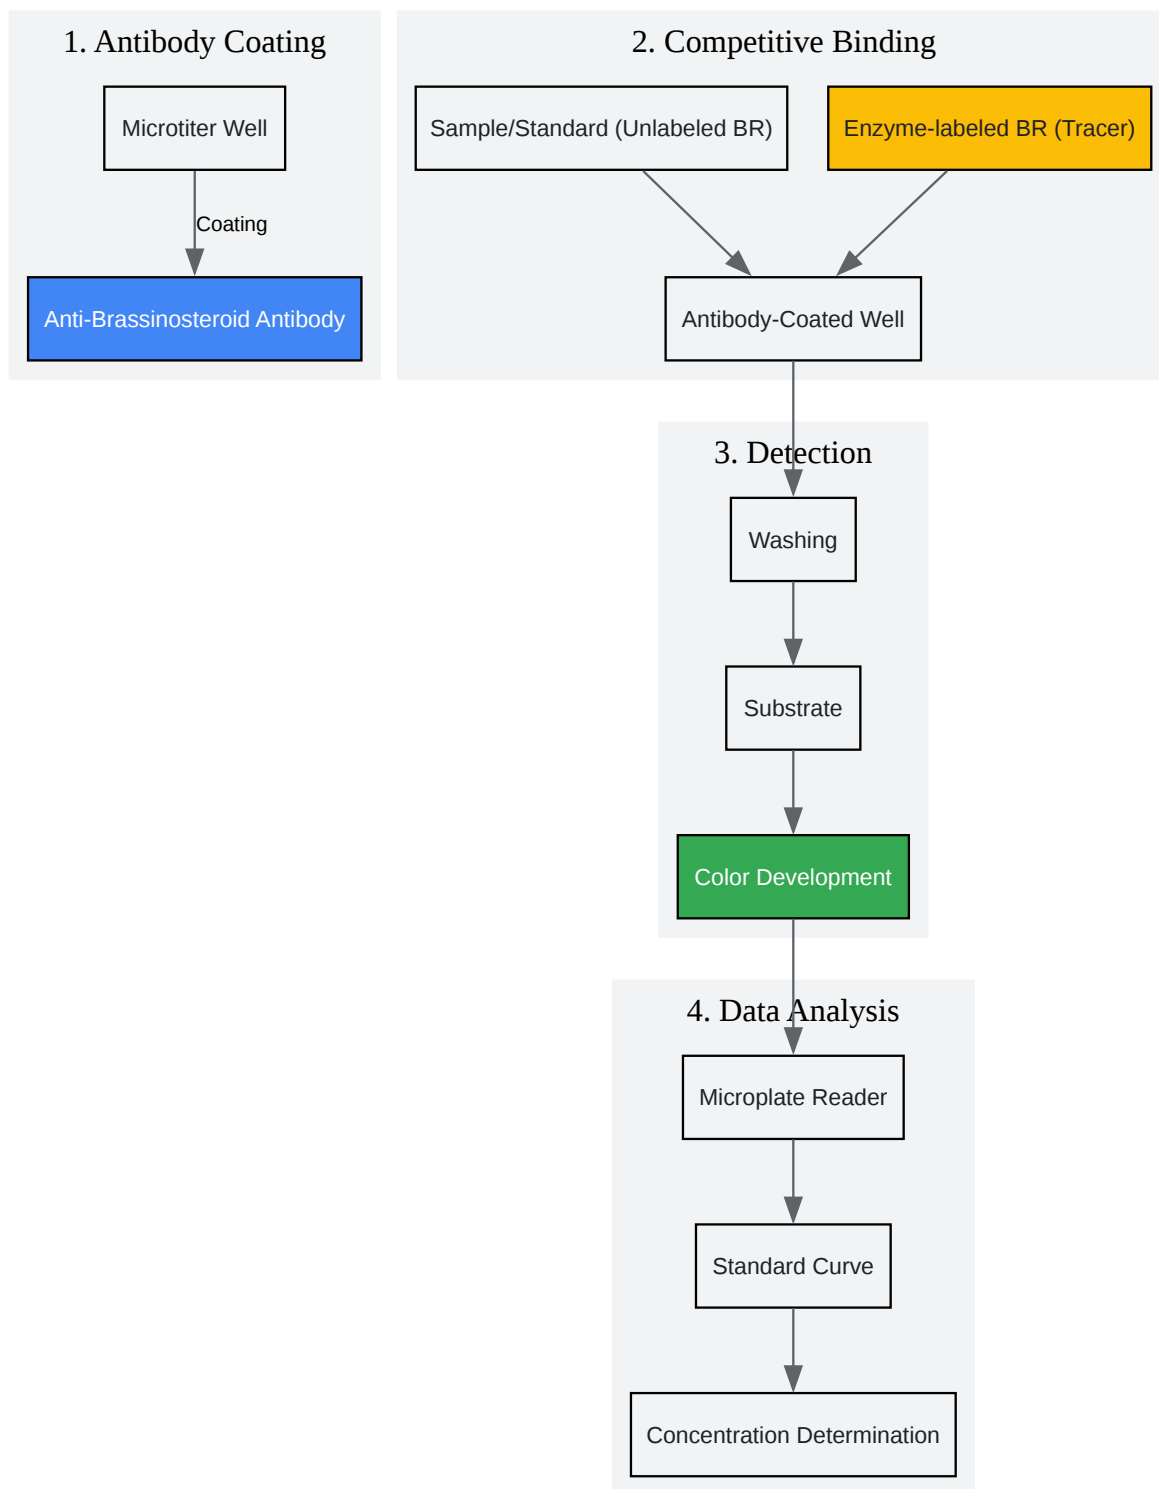 1. Antibody Coating
Microtiter Well
Coating
Anti-Brassinosteroid Antibody
2. Competitive Binding
Sample/Standard (Unlabeled BR)
Enzyme-labeled BR (Tracer)
Antibody-Coated Well
3. Detection
Washing
Substrate
Color Development
4. Data Analysis
Microplate Reader
Standard Curve
Concentration Determination